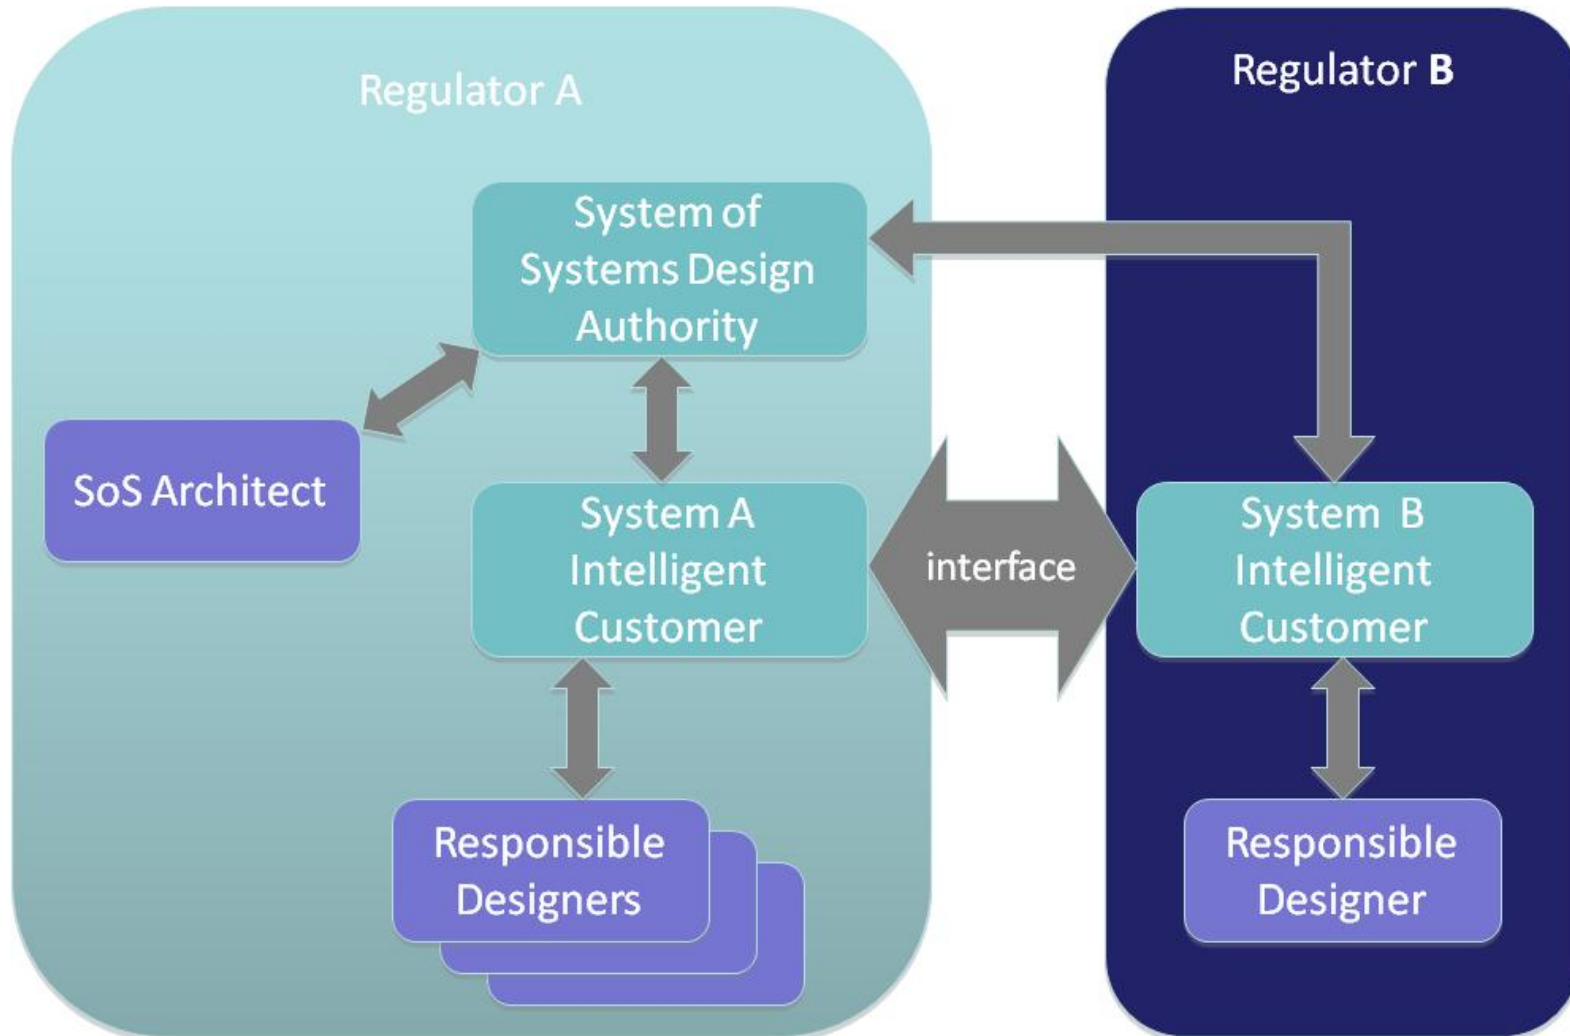 Regulator A
Regulator B
System of
Systems Design
Authority
SoS Architect
System A
Intelligent
Customer
interface
System B
Intelligent
Customer
Responsible
Designers
Responsible
Designer